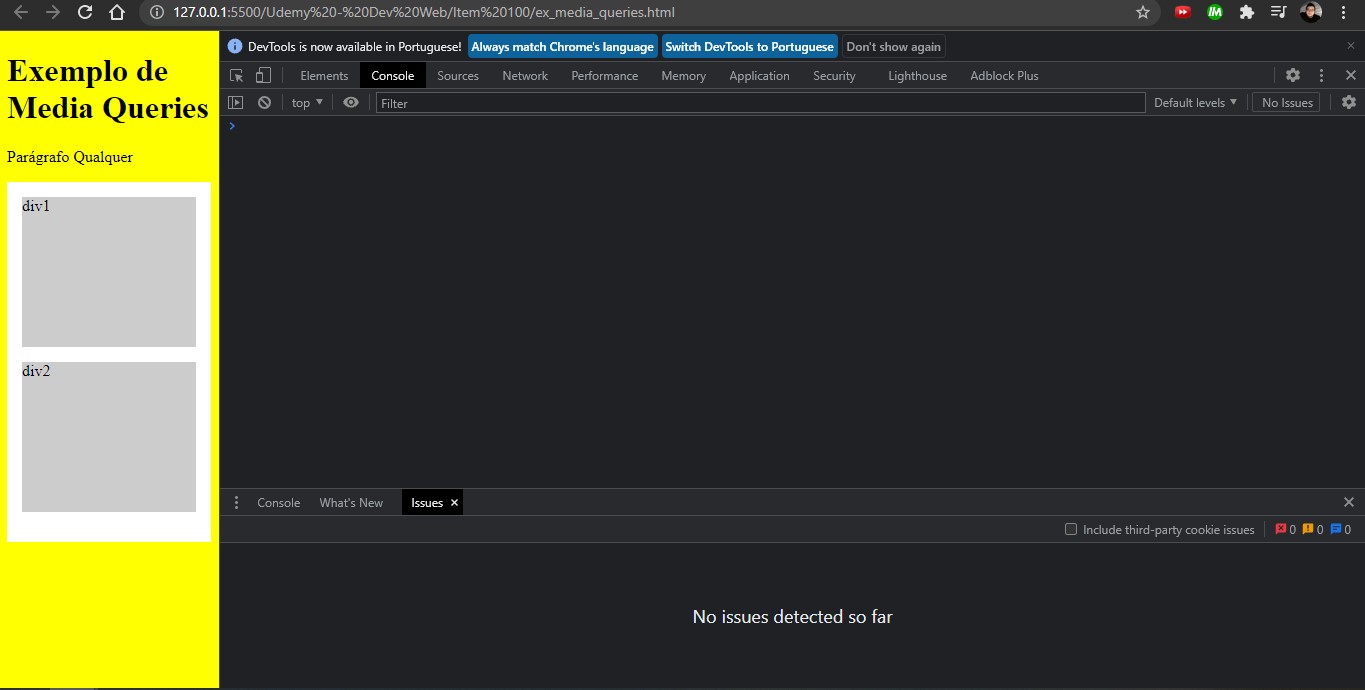 127.0.0.1:5500/Udemy%20-%20Dev%20Web/Item%20100/ex_media_queries.html
Exemplo de
Media Queries
Parágrafo Qualquer
div1
div2
DevTools is now available in Portuguese! Always match Chrome's language Switch DevTools to Portuguese Don't show again
Elements Console Sources Network Performance Memory Application Security Lighthouse Adblock Plus
top Filter Default levels No Issues
Console What's New Issues
Include third-party cookie issues 0 0 0
No issues detected so far